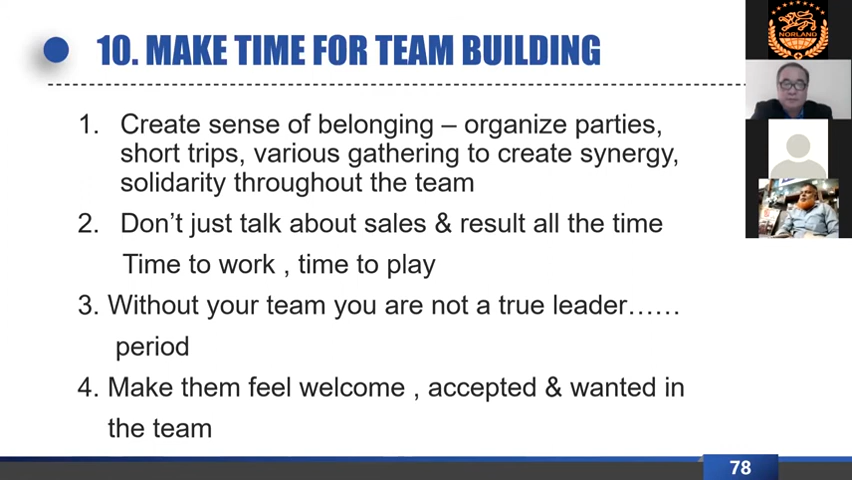 10. MAKE TIME FOR TEAM BUILDING
1. Create sense of belonging – organize parties,
short trips, various gathering to create synergy,
solidarity throughout the team
2. Don’t just talk about sales & result all the time
Time to work , time to play
3. Without your team you are not a true leader……
period
4. Make them feel welcome , accepted & wanted in
the team
78
NORLAND